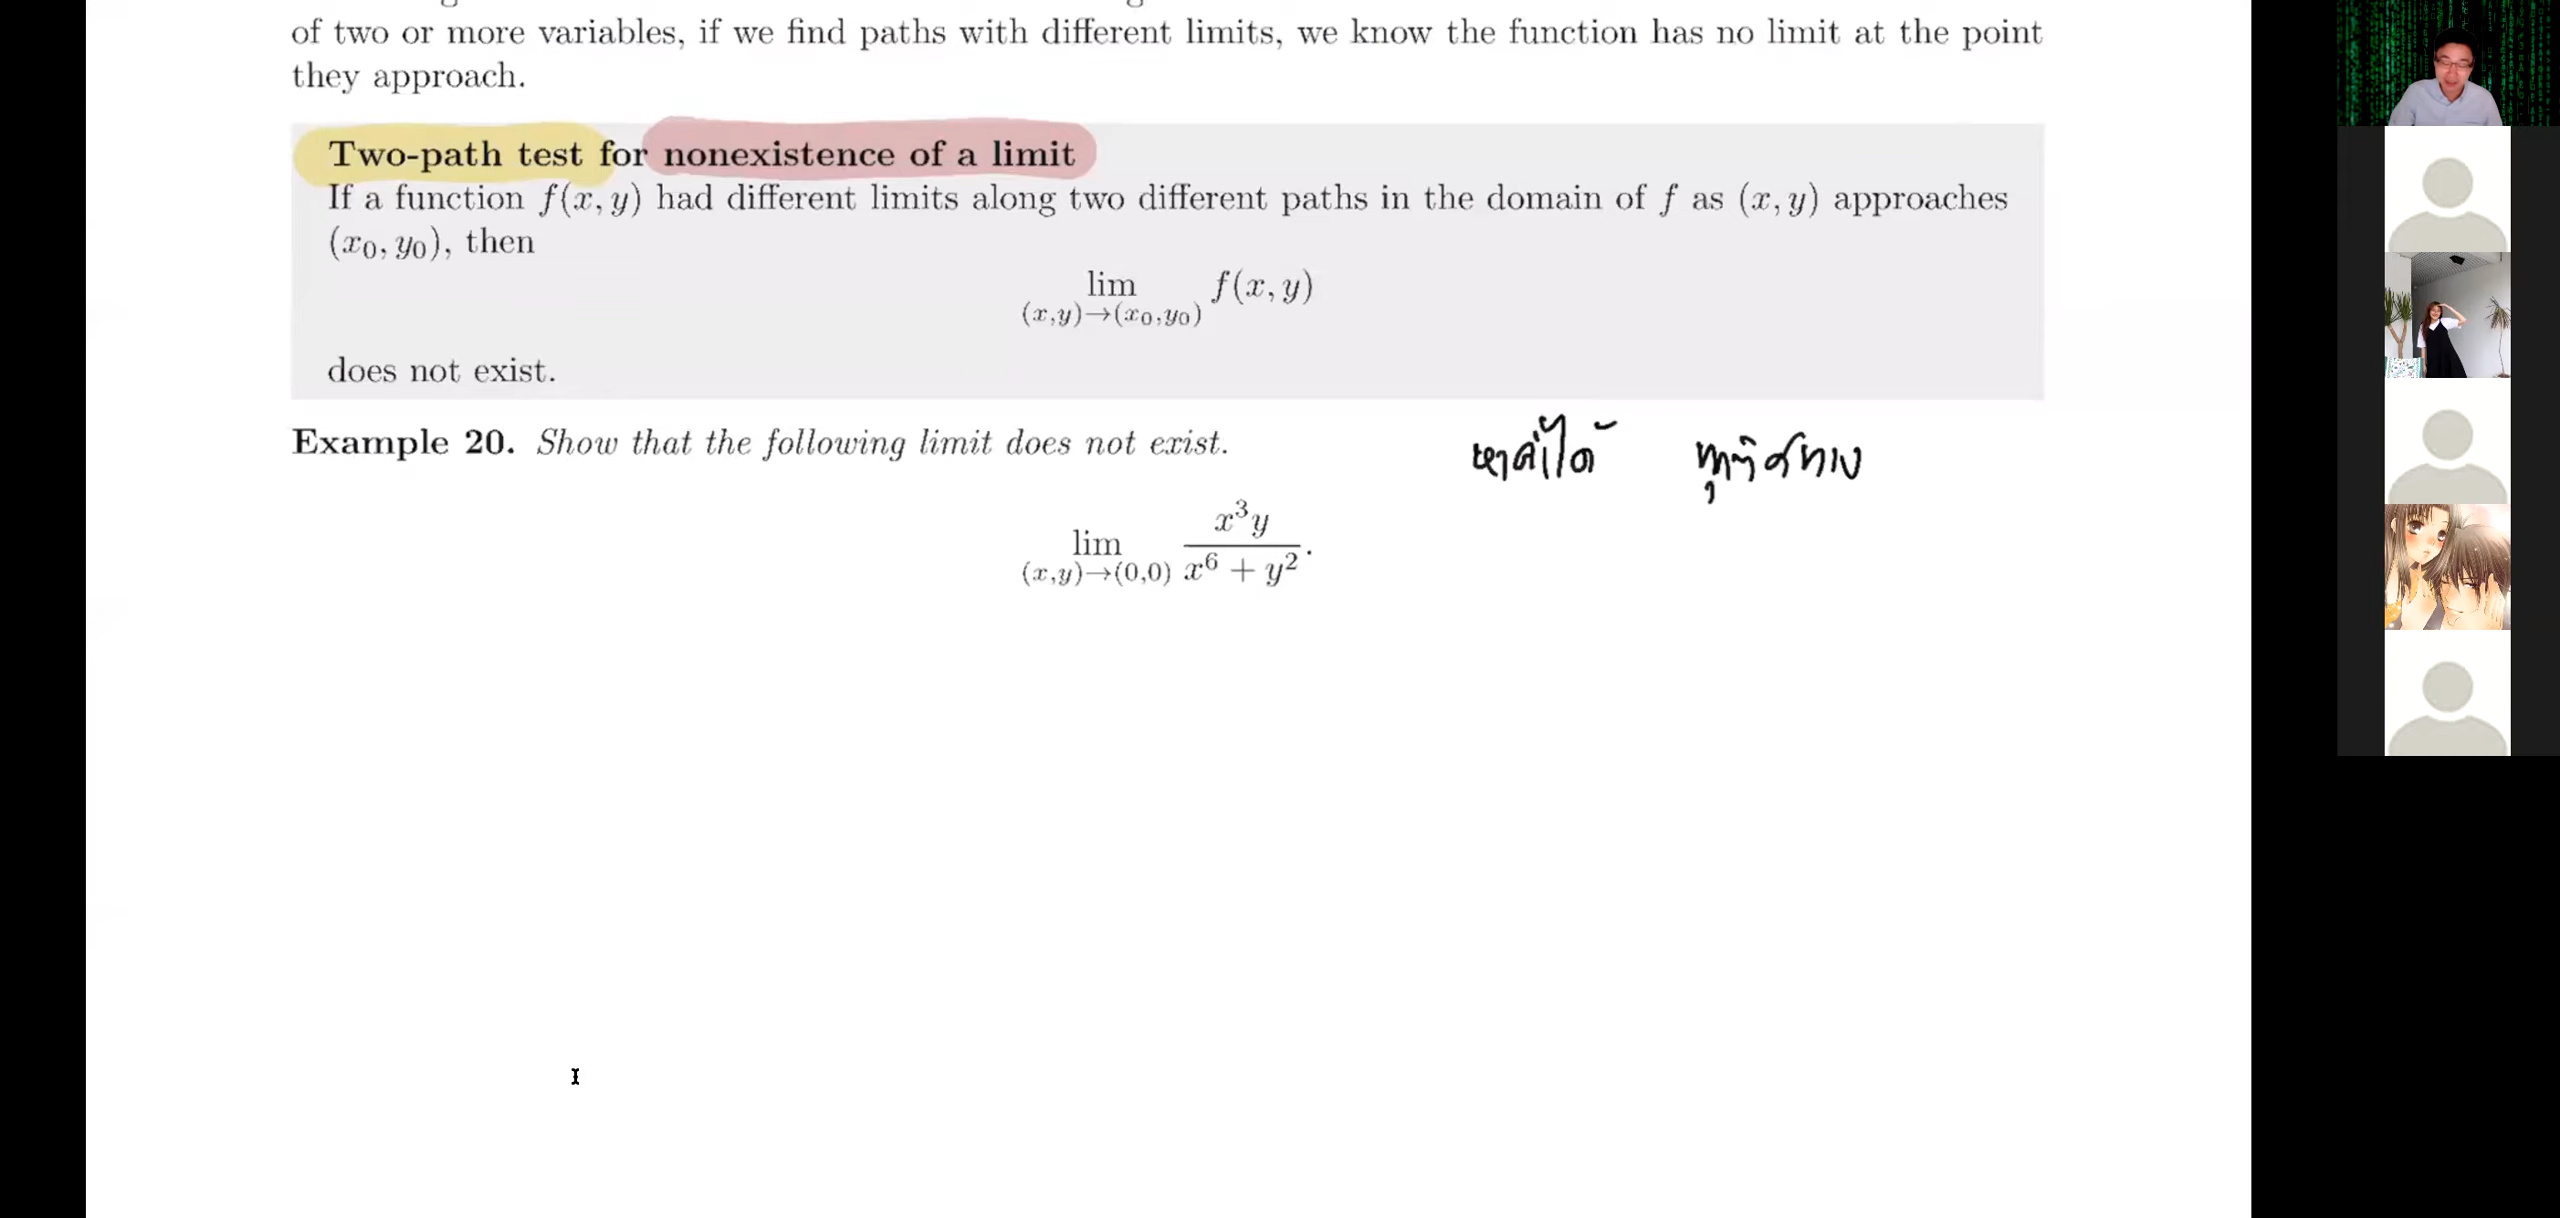 of two or more variables, if we find paths with different limits, we know the function has no limit at the point
they approach.
Two-path test for nonexistence of a limit
If a function f(x, y) had different limits along two different paths in the domain of f as (x, y) approaches
(x₀, y₀), then
lim f(x, y)
(x,y)→(x₀,y₀)
does not exist.
Example 20. Show that the following limit does not exist.
หาค่าได้ ทุกทิศทาง
lim x³y / x⁶ + y².
(x,y)→(0,0)